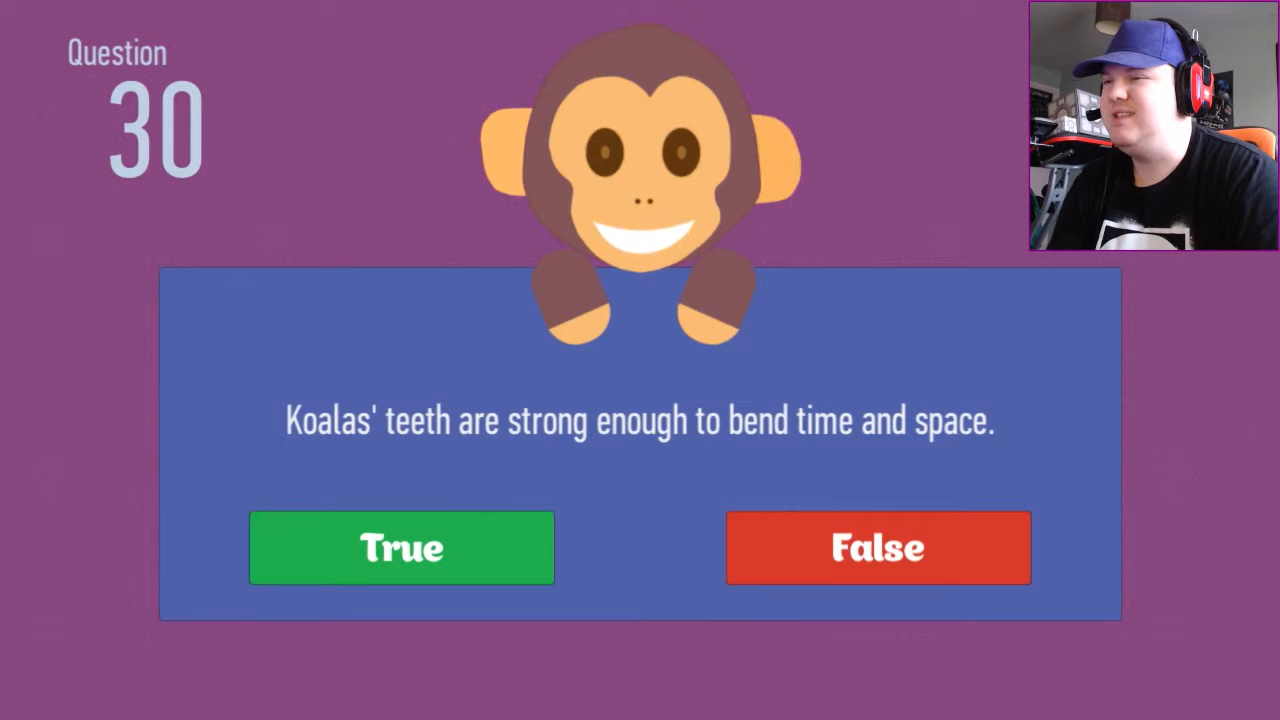 Question
30
Koalas' teeth are strong enough to bend time and space.
True
False